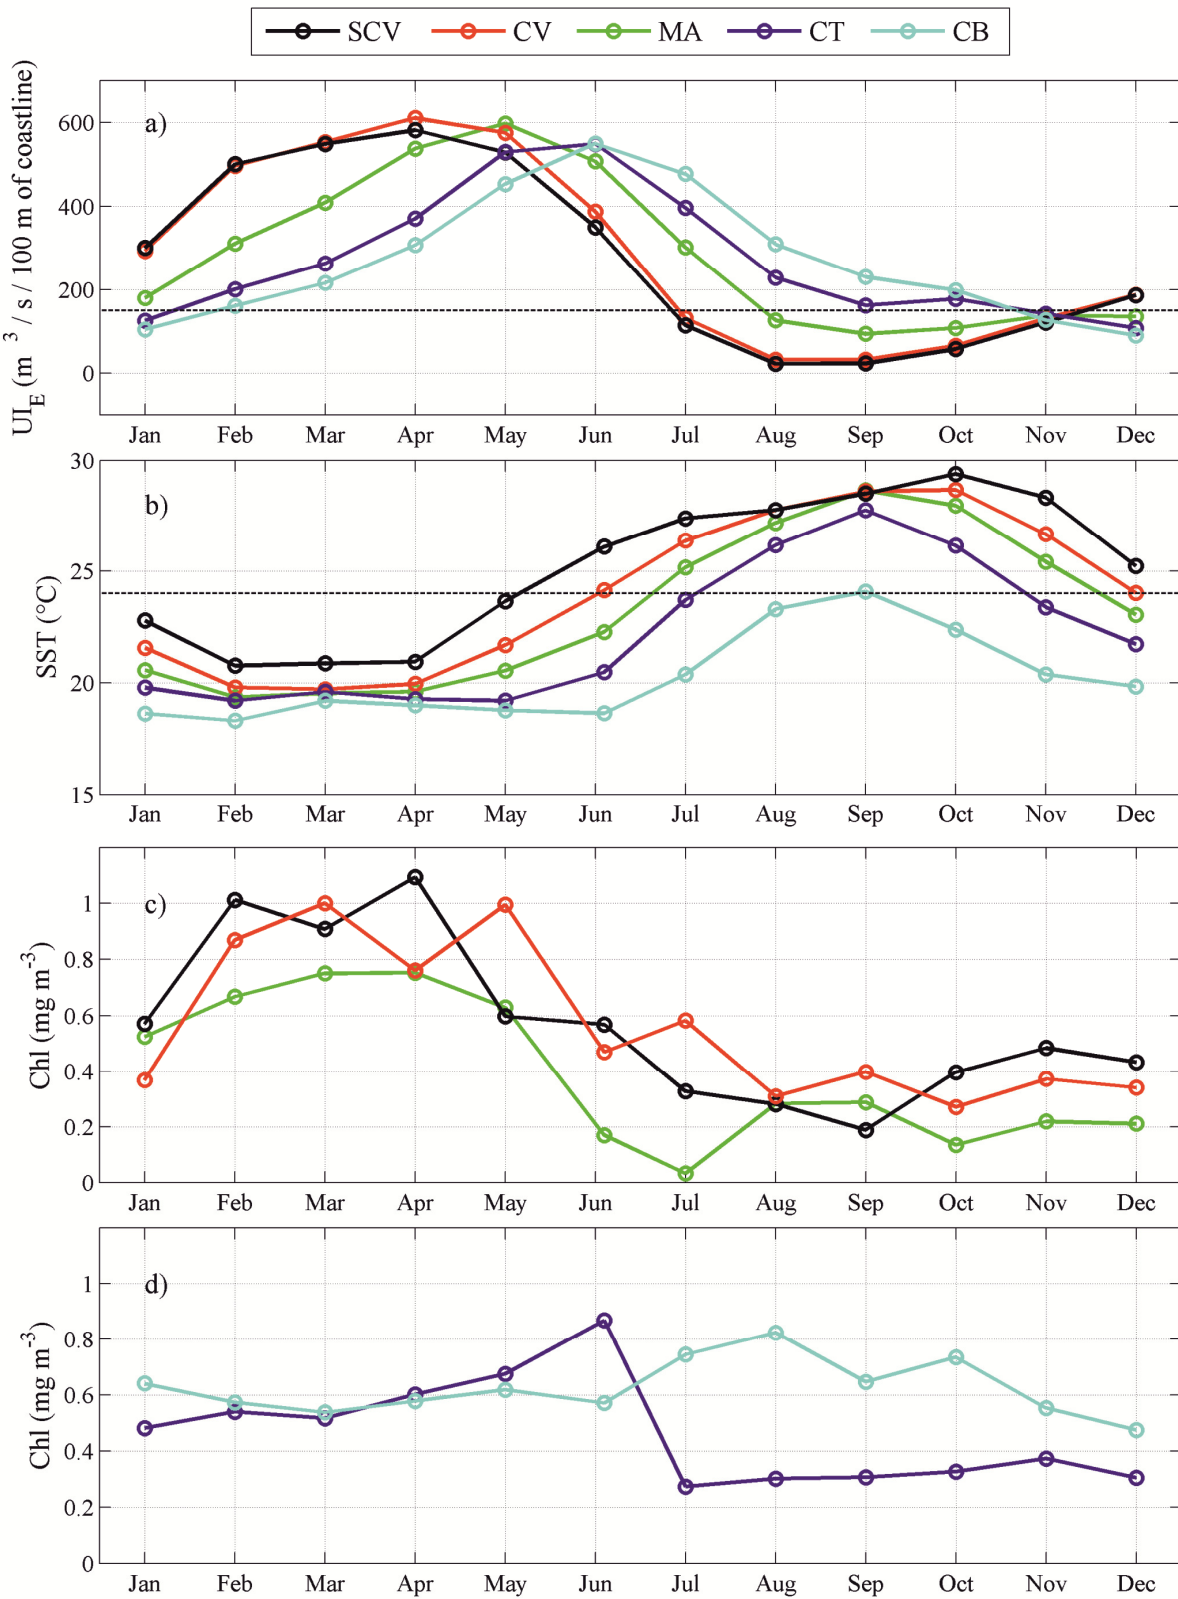 SCV CV MA CT CB
a)
UI_E (m ^3 / s / 100 m of coastline)
600
400
200
0
Jan Feb Mar Apr May Jun Jul Aug Sep Oct Nov Dec
b)
SST (°C)
30
25
20
15
Jan Feb Mar Apr May Jun Jul Aug Sep Oct Nov Dec
c)
Chl (mg m⁻³)
1
0.8
0.6
0.4
0.2
0
Jan Feb Mar Apr May Jun Jul Aug Sep Oct Nov Dec
d)
Chl (mg m⁻³)
1
0.8
0.6
0.4
0.2
0
Jan Feb Mar Apr May Jun Jul Aug Sep Oct Nov Dec